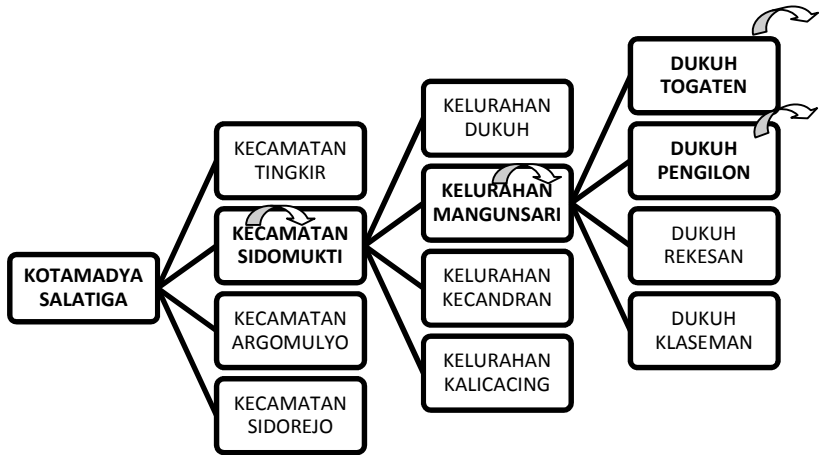 KOTAMADYA
SALATIGA
KECAMATAN
TINGKIR
KECAMATAN
SIDOMUKTI
KECAMATAN
ARGOMULYO
KECAMATAN
SIDOREJO
KELURAHAN
DUKUH
KELURAHAN
MANGUNSARI
KELURAHAN
KECANDRAN
KELURAHAN
KALICACING
DUKUH
TOGATEN
DUKUH
PENGILON
DUKUH
REKESAN
DUKUH
KLASEMAN